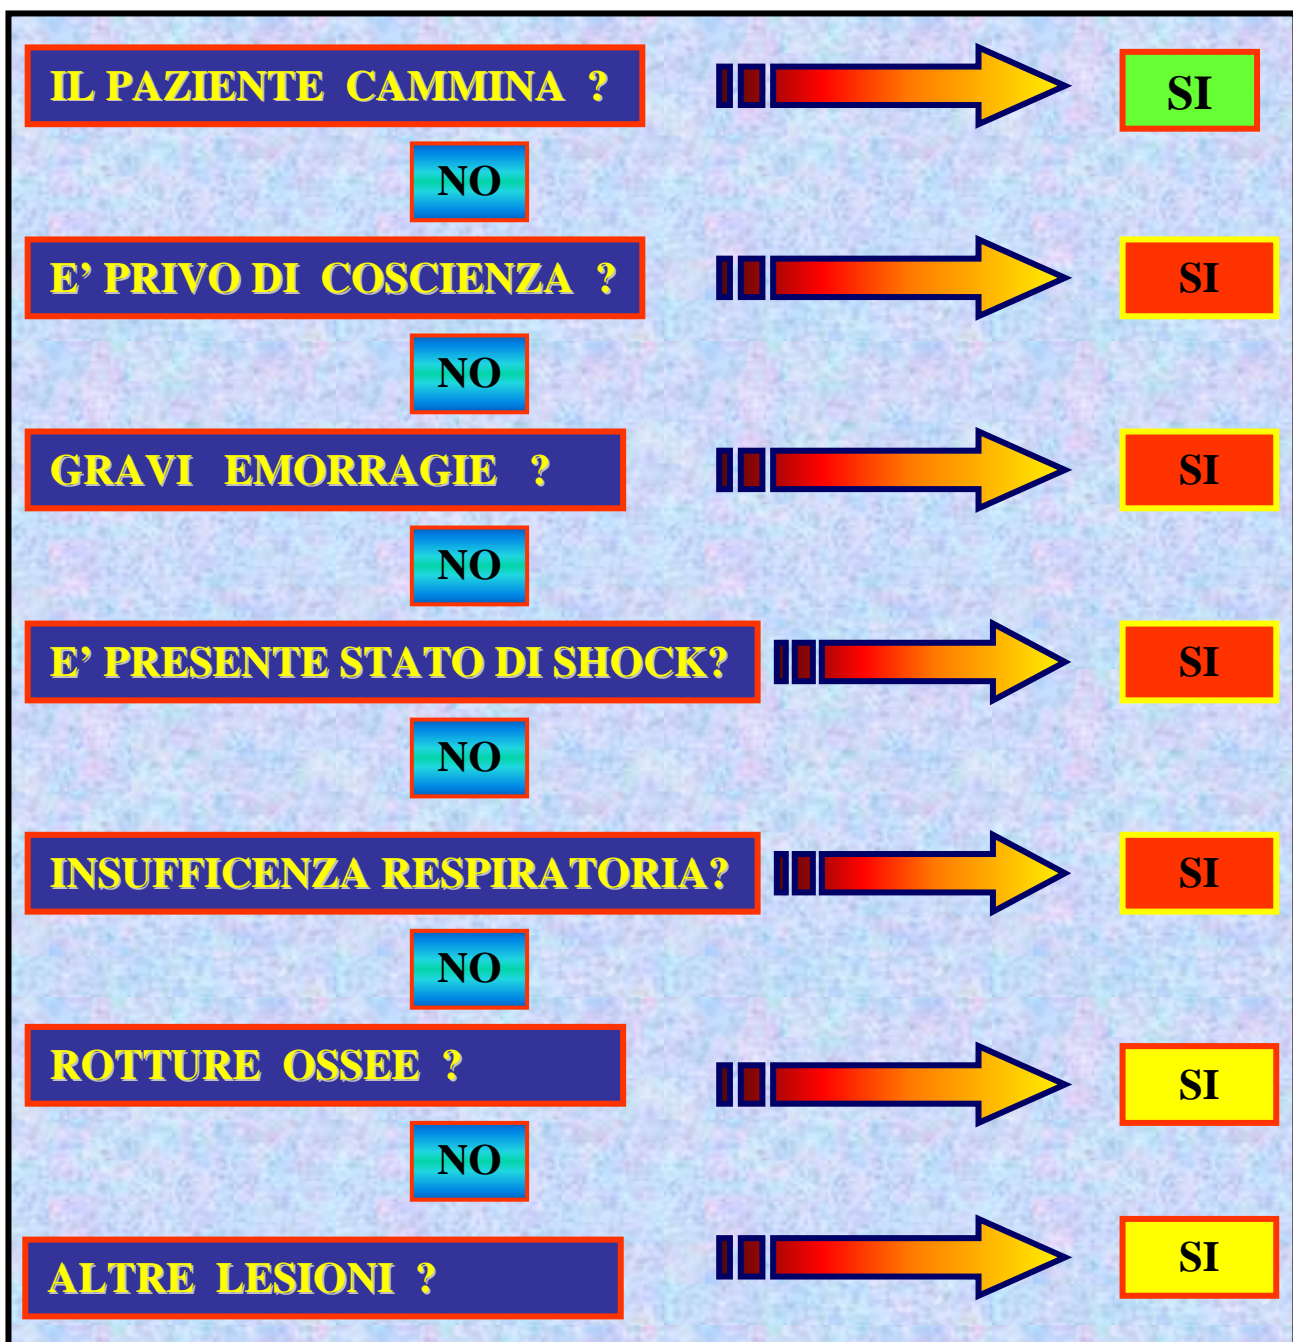 IL PAZIENTE CAMMINA ?
SI
NO
E’ PRIVO DI COSCIENZA ?
SI
NO
GRAVI EMORRAGIE ?
SI
NO
E’ PRESENTE STATO DI SHOCK?
SI
NO
INSUFFICENZA RESPIRATORIA?
SI
NO
ROTTURE OSSEE ?
SI
NO
ALTRE LESIONI ?
SI